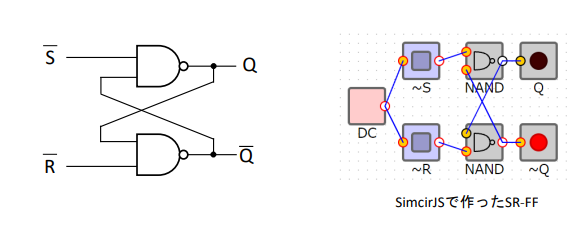 S̅
Q
R̅
Q̅
~S
NAND
Q
DC
~R
NAND
~Q
SimcirJSで作ったSR-FF